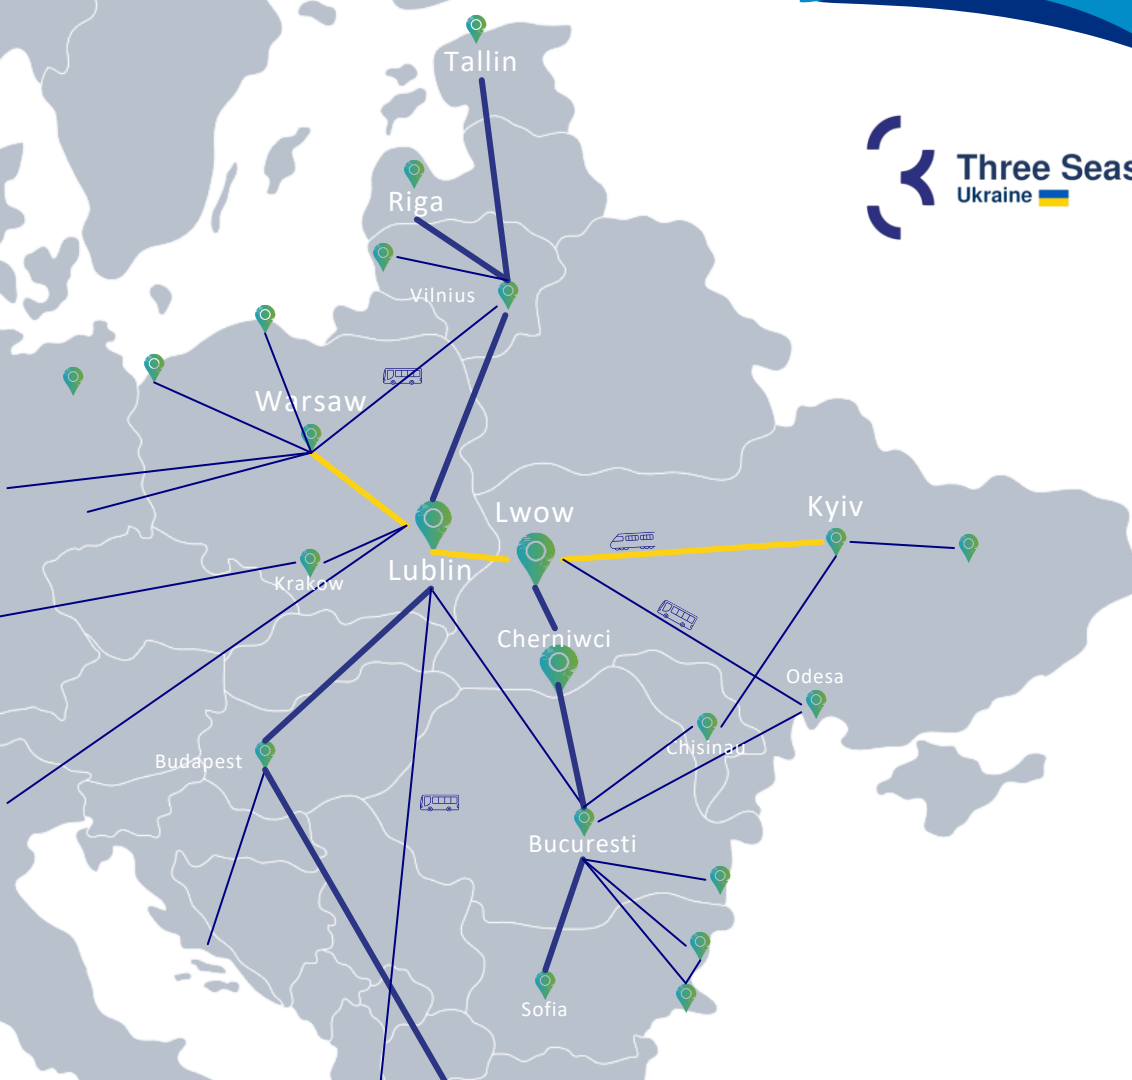 Tallin
Three Seas
Ukraine
Riga
Vilnius
Warsaw
Lwow
Kyiv
Lublin
Krakow
Cherniwci
Odesa
Chisinau
Budapest
Bucuresti
Sofia